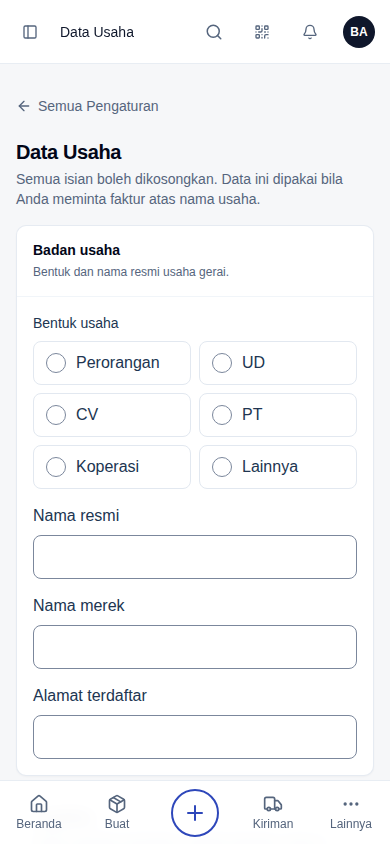 Data Usaha
BA
Semua Pengaturan
Data Usaha
Semua isian boleh dikosongkan. Data ini dipakai bila
Anda meminta faktur atas nama usaha.
Badan usaha
Bentuk dan nama resmi usaha gerai.
Bentuk usaha
Perorangan
UD
CV
PT
Koperasi
Lainnya
Nama resmi
Nama merek
Alamat terdaftar
Beranda
Buat
Kiriman
Lainnya